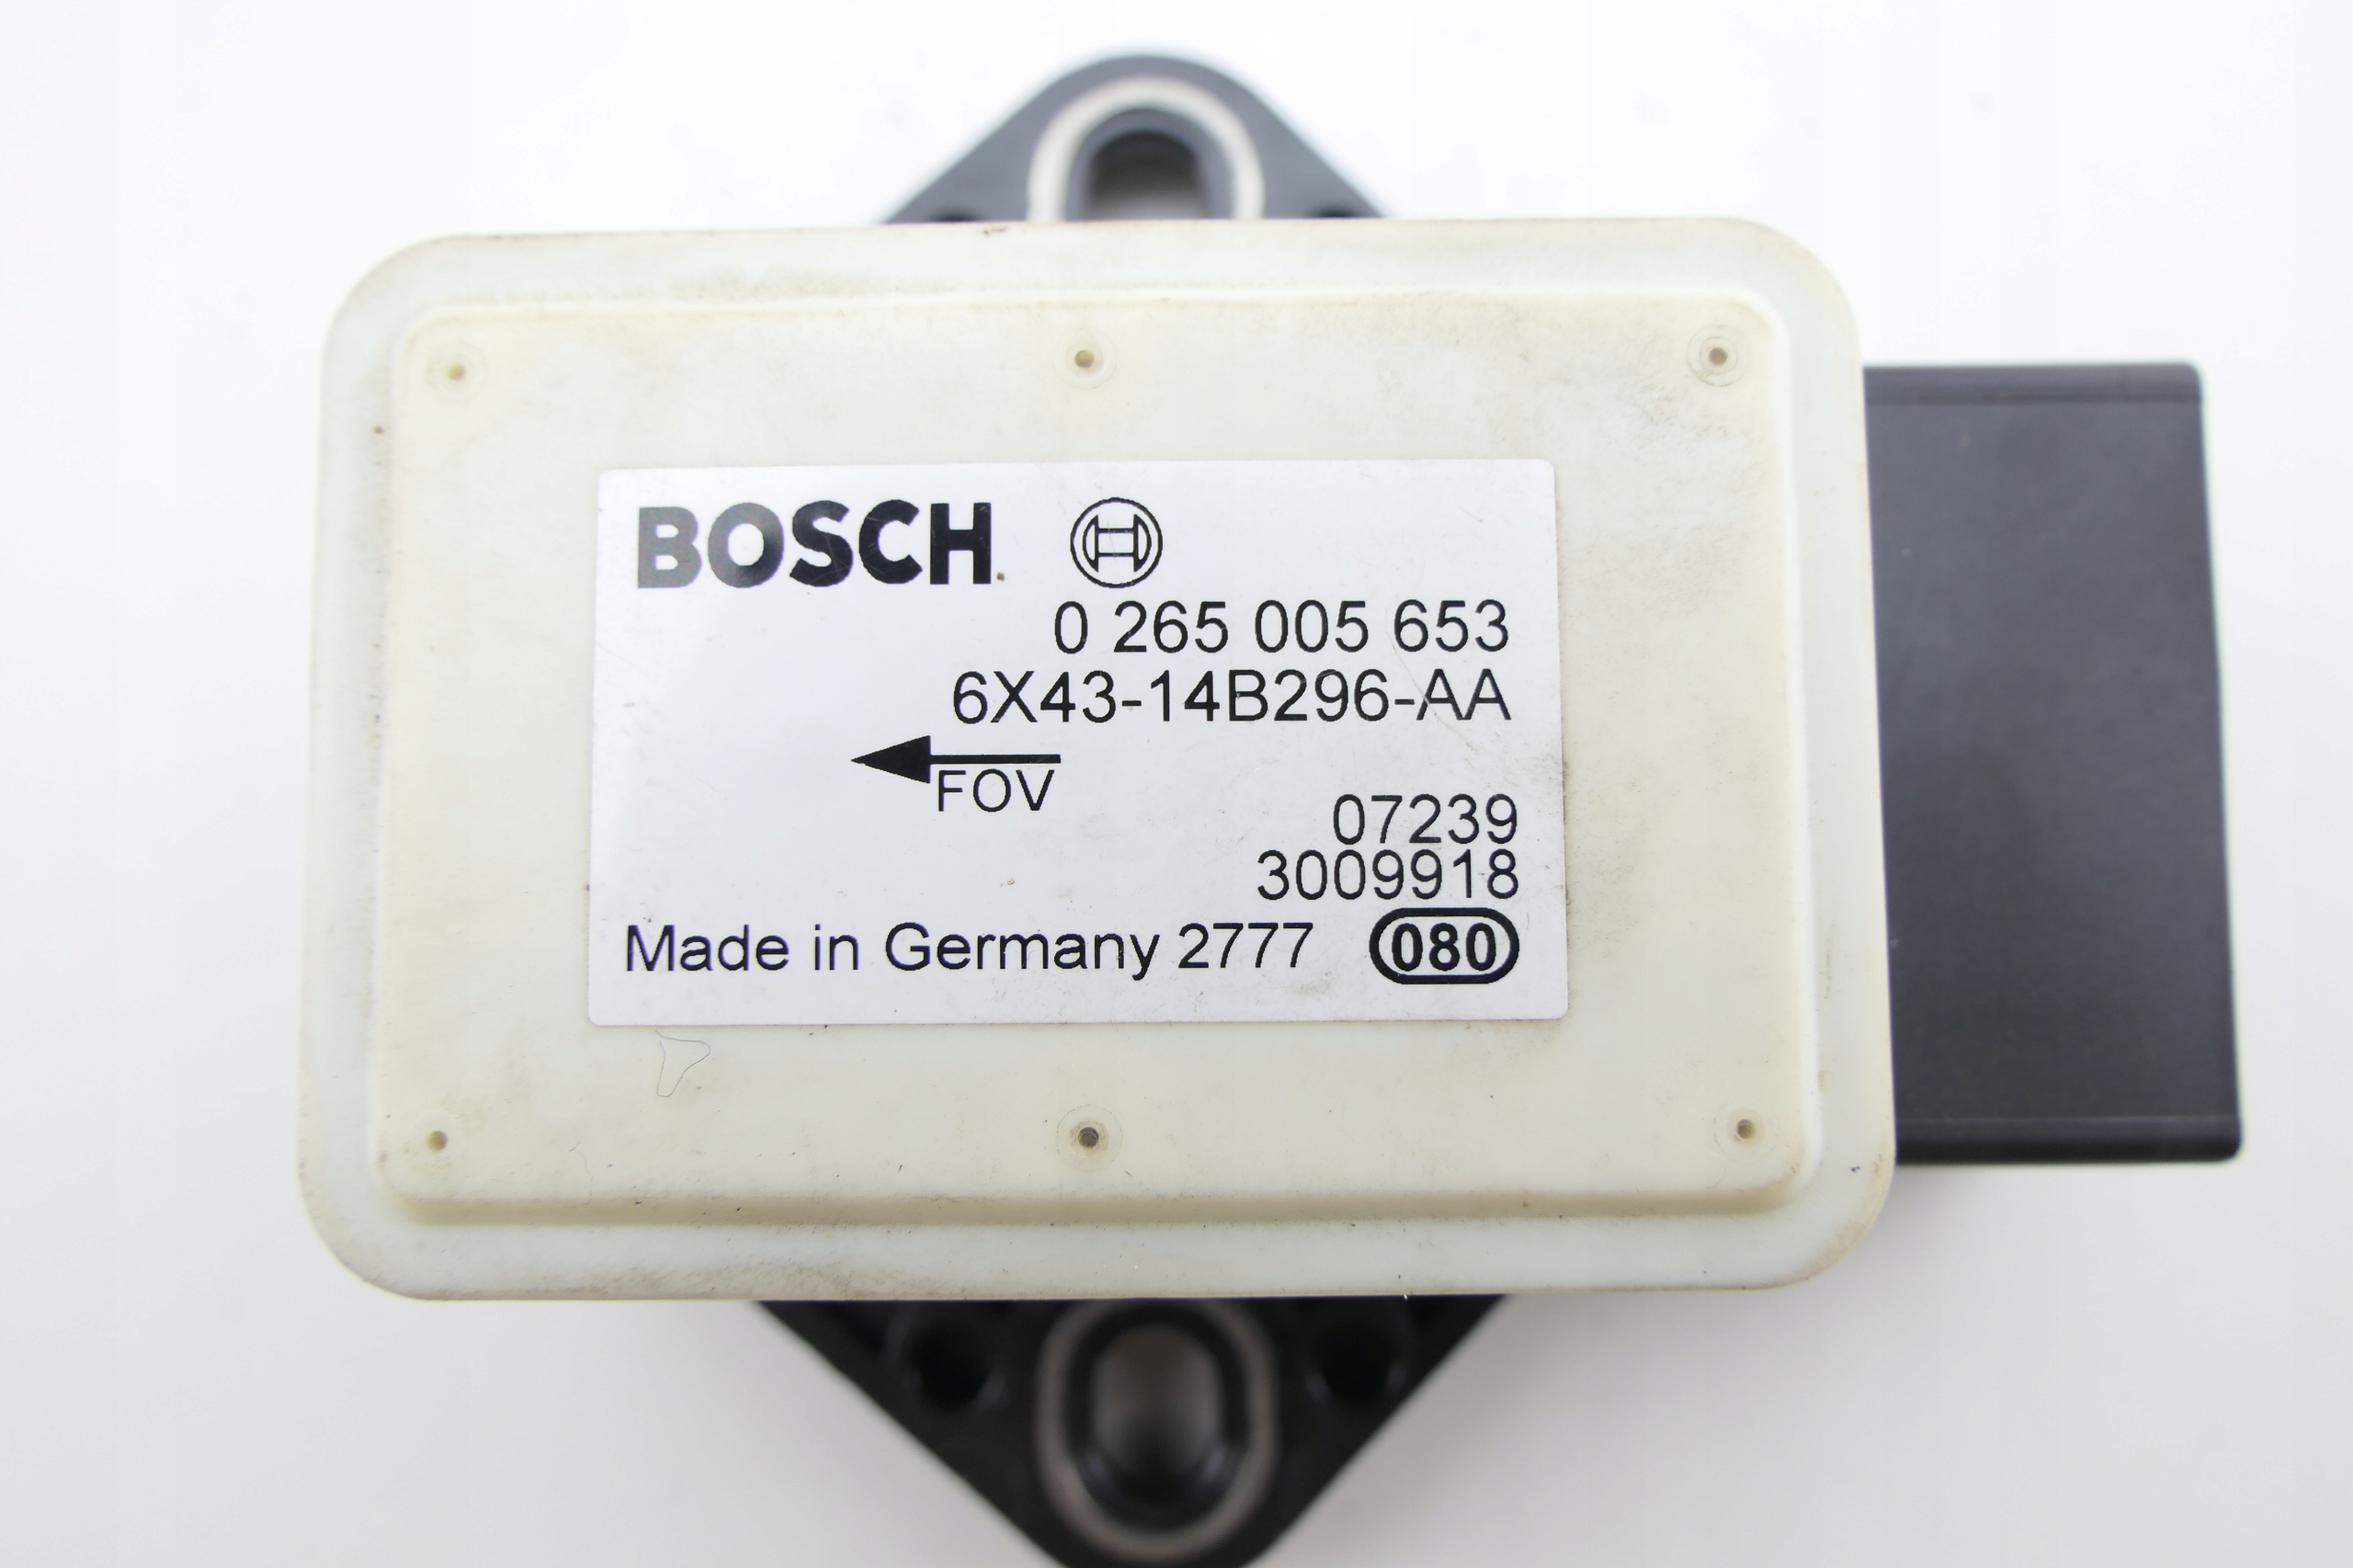 BOSCH
0 265 005 653
6X43-14B296-AA
FOV
07239
3009918
Made in Germany 2777 080